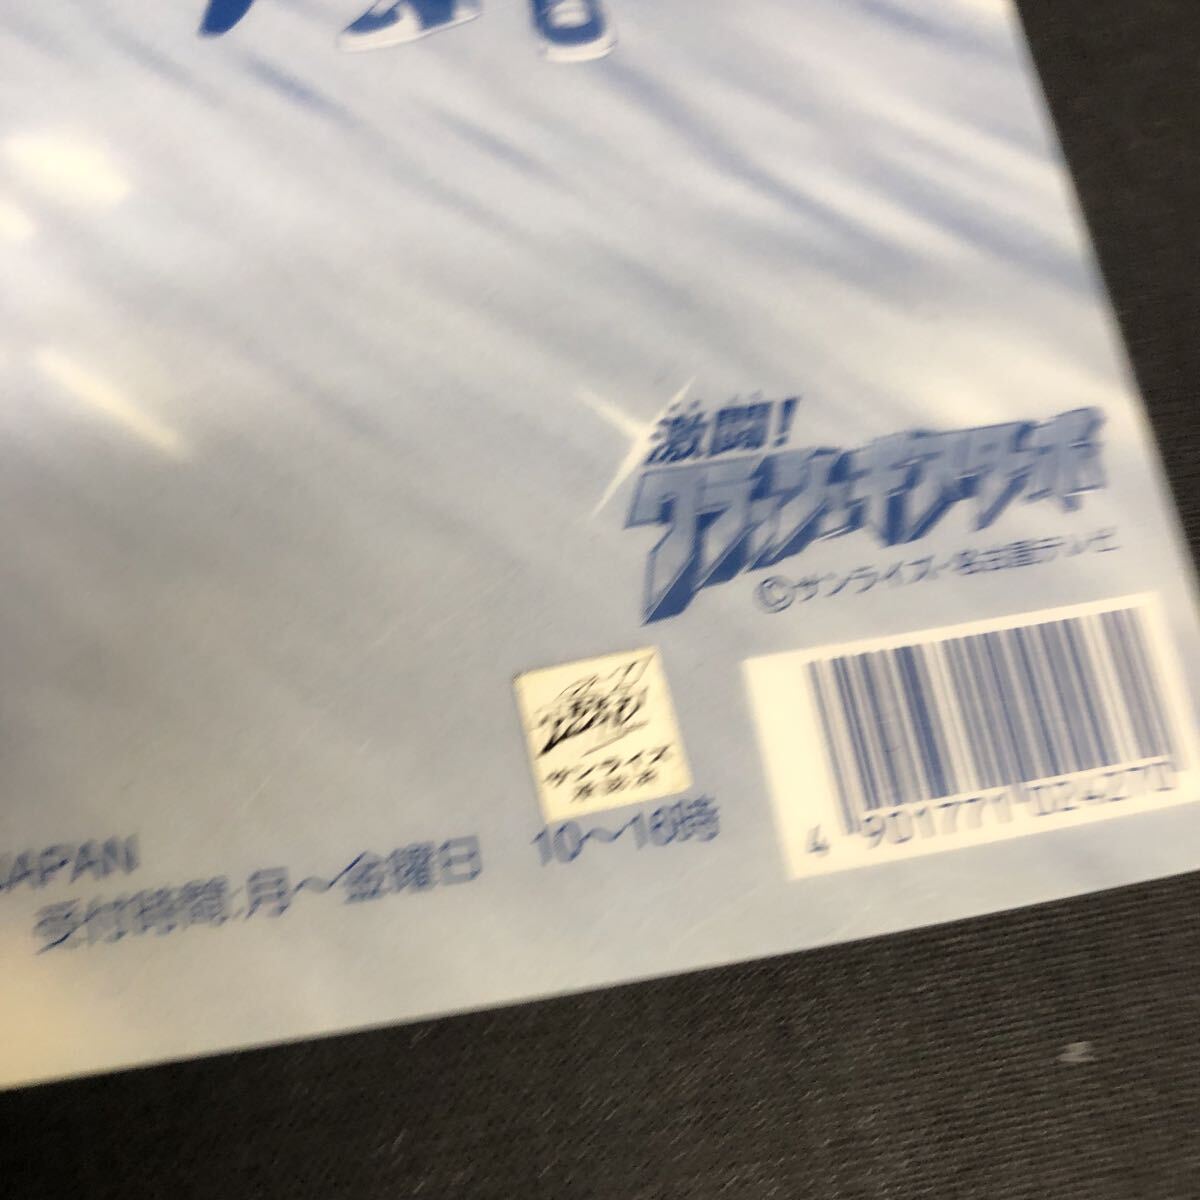 激闘!
クラッシュギアターボ
©サンライズ・名古屋テレビ
サンライズ
4 901771 024270
JAPAN
受付時間:月〜金曜日 10〜16時